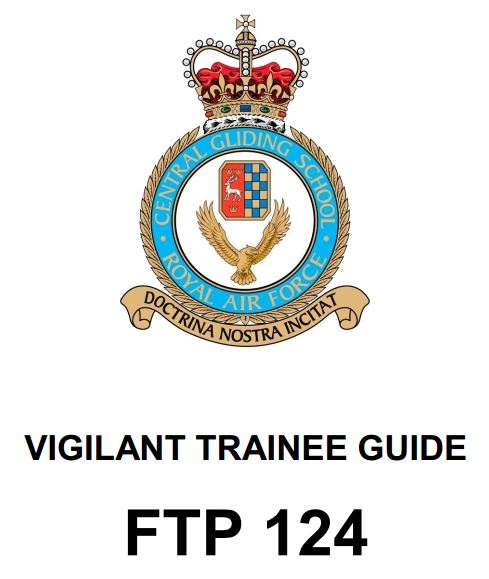 CENTRAL GLIDING SCHOOL
ROYAL AIR FORCE
DOCTRINA NOSTRA INCITAT
VIGILANT TRAINEE GUIDE
FTP 124